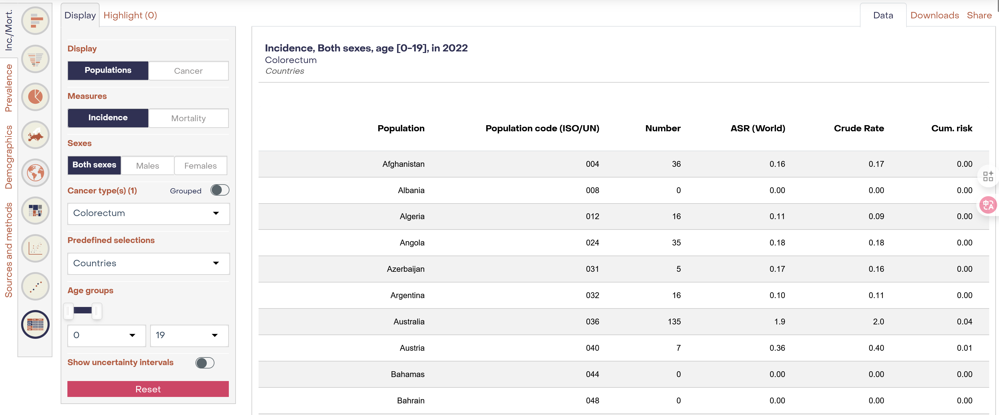 Inc./Mort.
Prevalence
Demographics
Sources and methods
Display
Highlight (0)
Display
Populations
Cancer
Measures
Incidence
Mortality
Sexes
Both sexes
Males
Females
Cancer type(s) (1)
Grouped
Colorectum
Predefined selections
Countries
Age groups
0
19
Show uncertainty intervals
Reset
Data
Downloads
Share
Incidence, Both sexes, age [0-19], in 2022
Colorectum
Countries
Population Population code (ISO/UN) Number ASR (World) Crude Rate Cum. risk
Afghanistan 004 36 0.16 0.17 0.00
Albania 008 0 0.00 0.00 0.00
Algeria 012 16 0.11 0.09 0.00
Angola 024 35 0.18 0.18 0.00
Azerbaijan 031 5 0.17 0.16 0.00
Argentina 032 16 0.10 0.11 0.00
Australia 036 135 1.9 2.0 0.04
Austria 040 7 0.36 0.40 0.01
Bahamas 044 0 0.00 0.00 0.00
Bahrain 048 0 0.00 0.00 0.00
中A